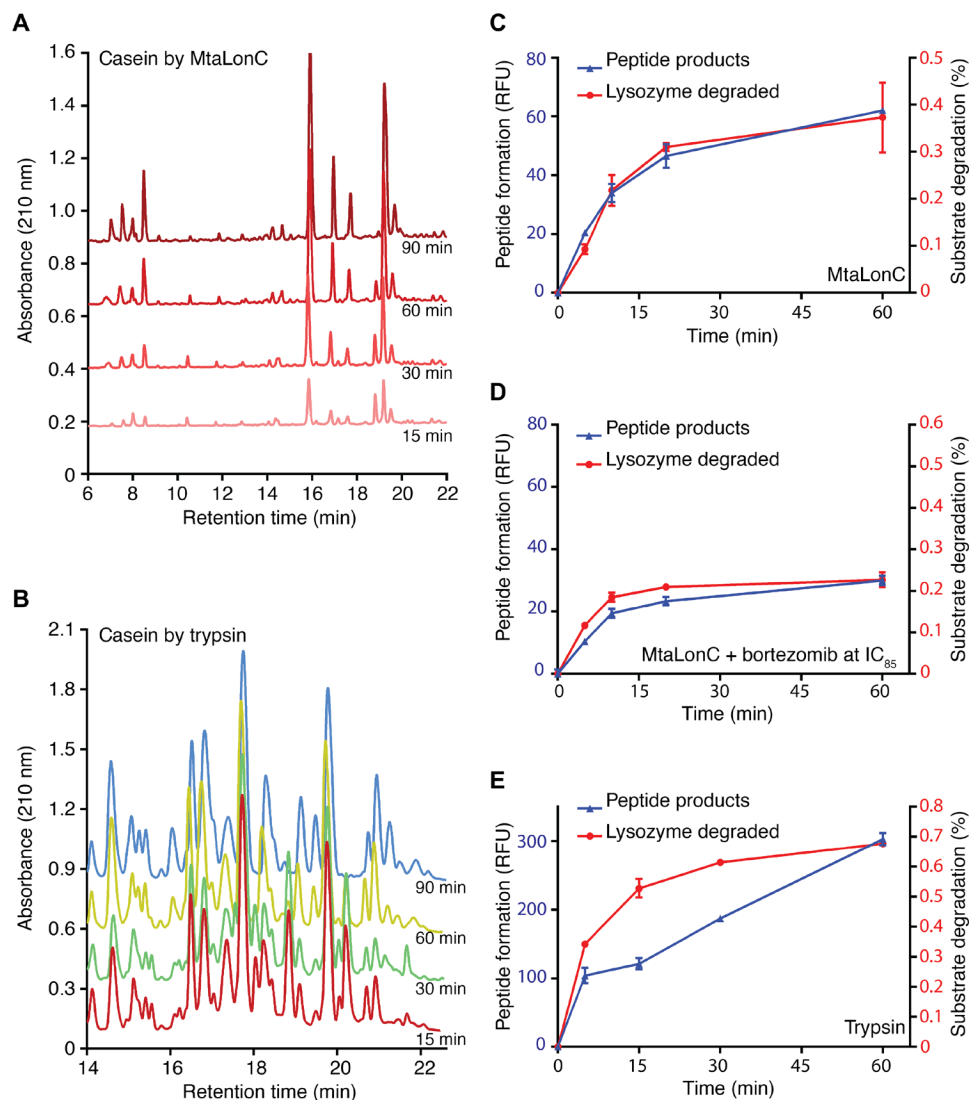 A
Casein by MtaLonC
Absorbance (210 nm)
1.6
1.4
1.2
1.0
0.8
0.6
0.4
0.2
0
90 min
60 min
30 min
15 min
6 8 10 12 14 16 18 20 22
Retention time (min)
B
Casein by trypsin
Absorbance (210 nm)
2.1
1.8
1.5
1.2
0.9
0.6
0.3
0
90 min
60 min
30 min
15 min
14 16 18 20 22
Retention time (min)
C
Peptide products
Lysozyme degraded
Peptide formation (RFU)
80
60
40
20
0
Substrate degradation (%)
0.5
0.4
0.3
0.2
0.1
0
MtaLonC
0 15 30 45 60
Time (min)
D
Peptide products
Lysozyme degraded
Peptide formation (RFU)
80
60
40
20
0
Substrate degradation (%)
0.6
0.5
0.4
0.3
0.2
0.1
0
MtaLonC + bortezomib at IC85
0 15 30 45 60
Time (min)
E
Peptide products
Lysozyme degraded
Peptide formation (RFU)
300
200
100
0
Substrate degradation (%)
0.8
0.7
0.6
0.5
0.4
0.3
0.2
0.1
0
Trypsin
0 15 30 45 60
Time (min)